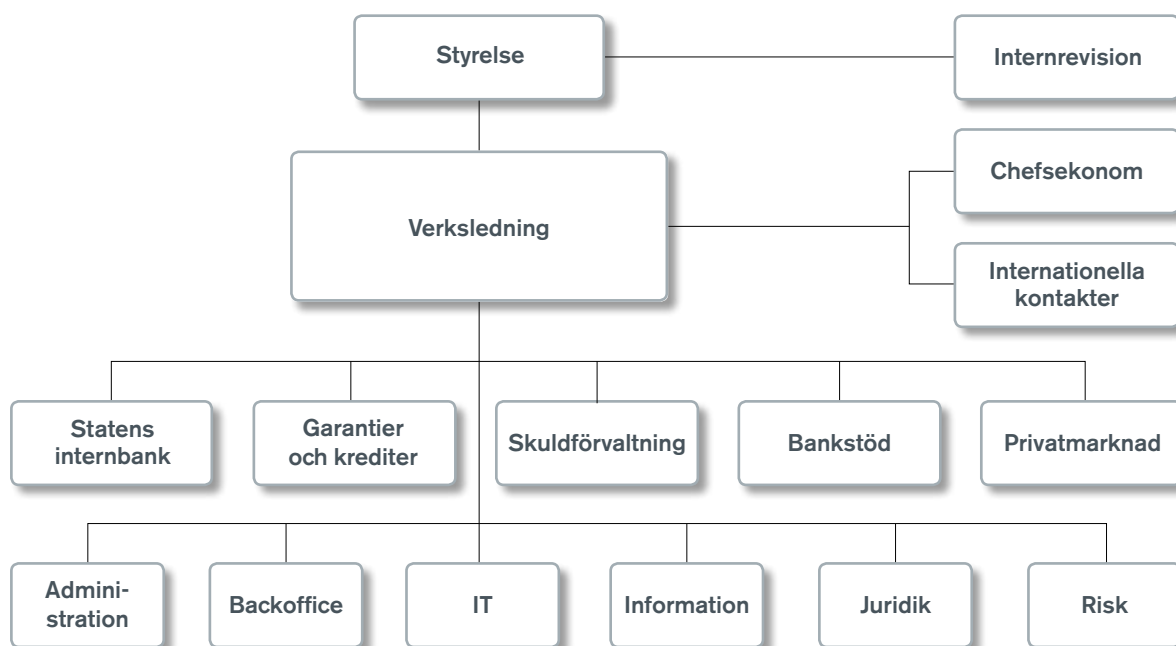 Styrelse
Internrevision
Chefsekonom
Verksledning
Internationella
kontakter
Statens
internbank
Garantier
och krediter
Skuldförvaltning
Bankstöd
Privatmarknad
Admini-
stration
Backoffice
IT
Information
Juridik
Risk